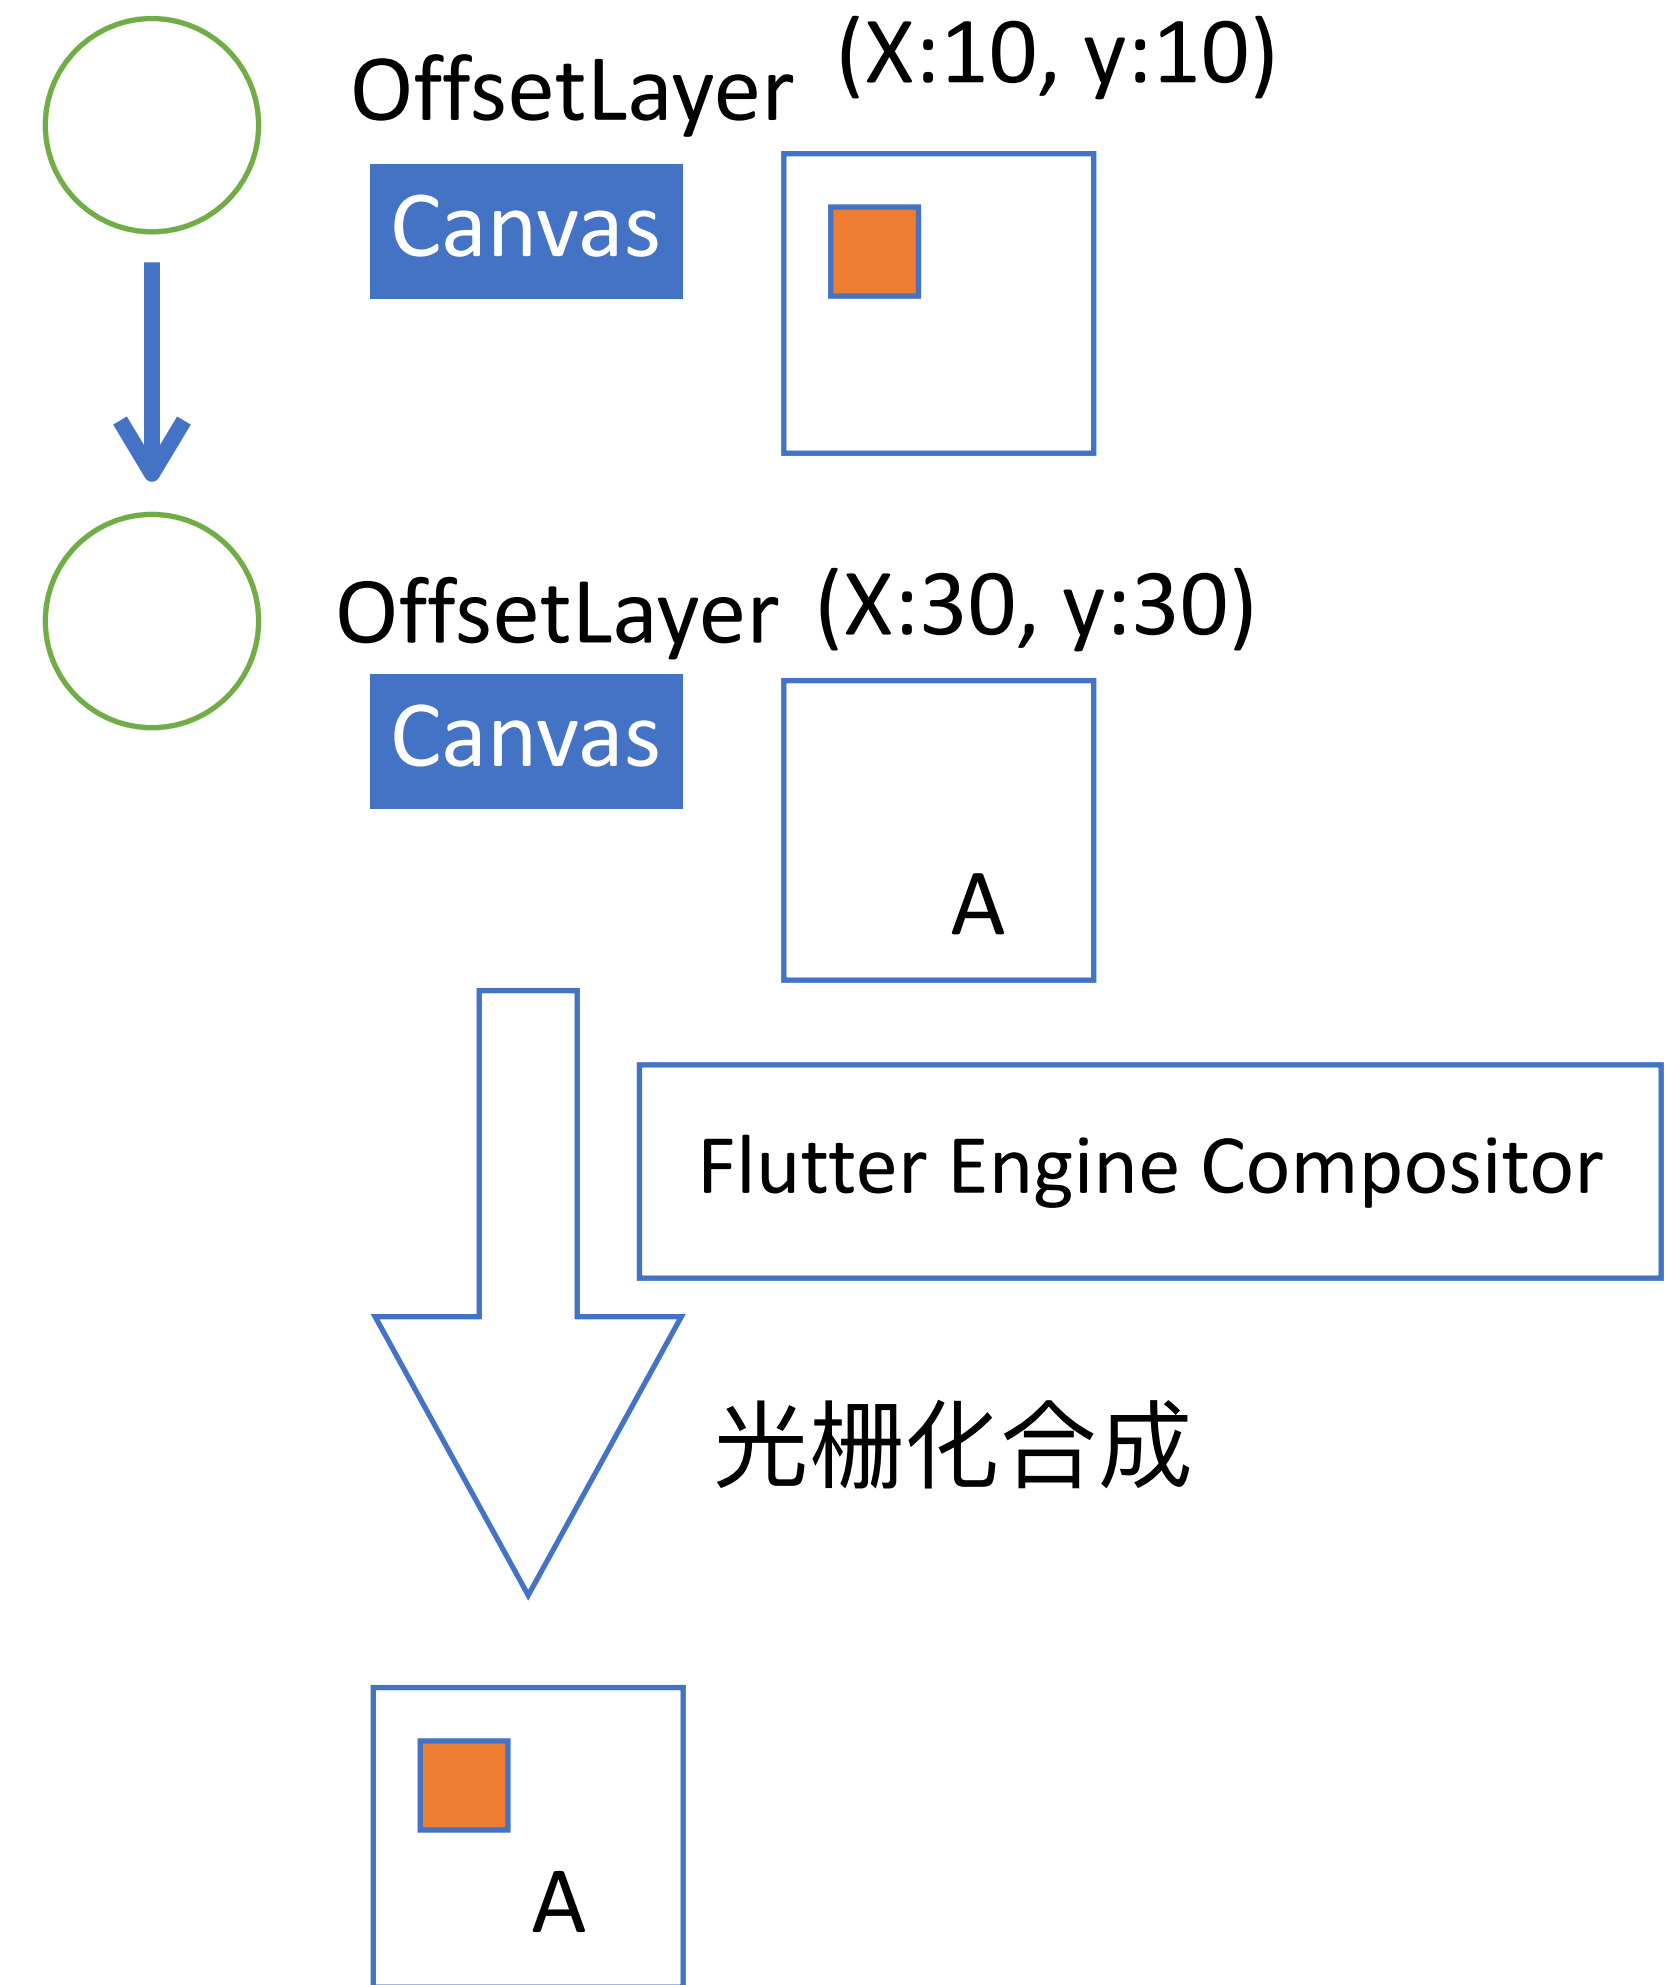 OffsetLayer (X:10, y:10)
Canvas
OffsetLayer (X:30, y:30)
Canvas
A
Flutter Engine Compositor
光栅化合成
A